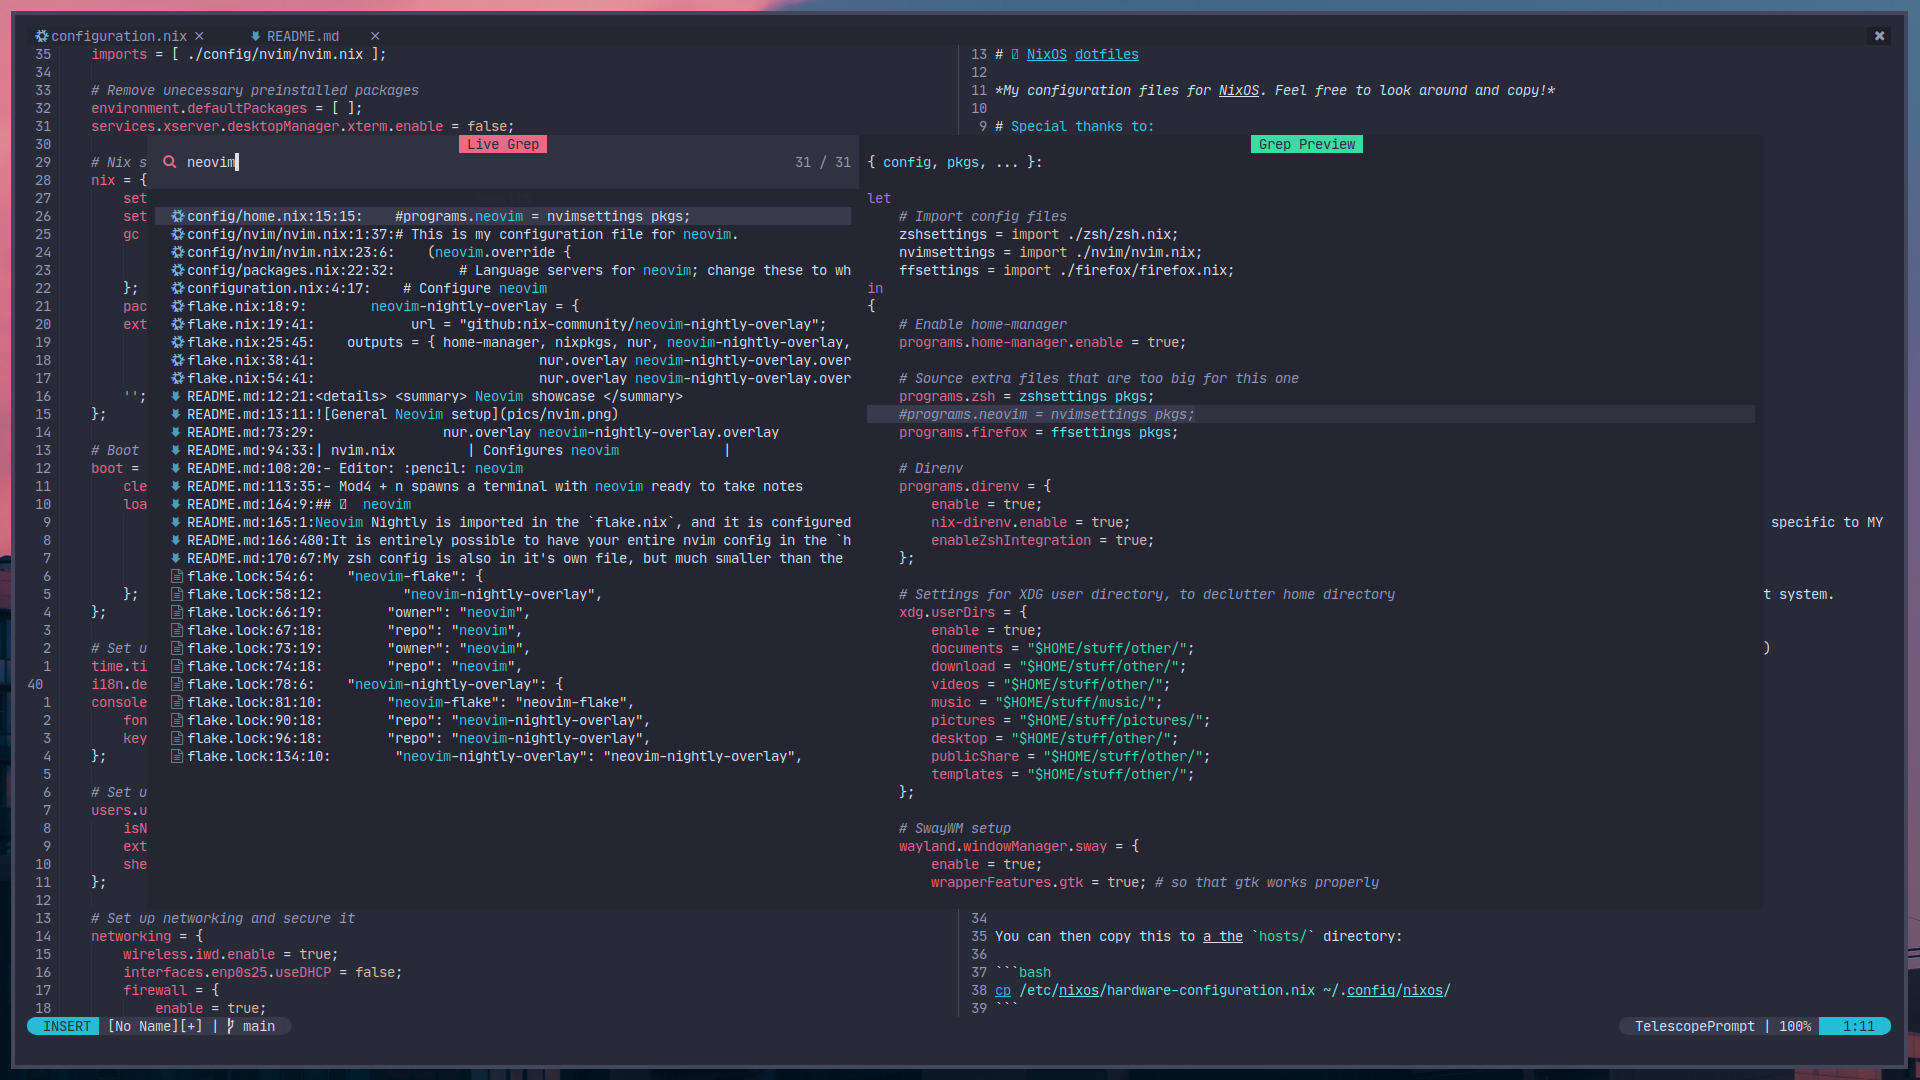 configuration.nix ×
README.md ×
✖
35 imports = [ ./config/nvim/nvim.nix ];
34
33 # Remove unecessary preinstalled packages
32 environment.defaultPackages = [ ];
31 services.xserver.desktopManager.xterm.enable = false;
30
29 # Nix s
28 nix = {
27 set
26 set
25 gc
24
23
22 };
21 pac
20 ext
19
18
17
16 '';
15 };
14
13 # Boot
12 boot =
11 cle
10 loa
9
8
7
6
5 };
4 };
3
2 # Set u
1 time.ti
40 i18n.de
1 console
2 fon
3 key
4 };
5
6 # Set u
7 users.u
8 isN
9 ext
10 she
11 };
12
13 # Set up networking and secure it
14 networking = {
15 wireless.iwd.enable = true;
16 interfaces.enp0s25.useDHCP = false;
17 firewall = {
18 enable = true;
Live Grep
neovim 31 / 31
config/home.nix:15:15: #programs.neovim = nvimsettings pkgs;
config/nvim/nvim.nix:1:37:# This is my configuration file for neovim.
config/nvim/nvim.nix:23:6: (neovim.override {
config/packages.nix:22:32: # Language servers for neovim; change these to wh
configuration.nix:4:17: # Configure neovim
flake.nix:18:9: neovim-nightly-overlay = {
flake.nix:19:41: url = "github:nix-community/neovim-nightly-overlay";
flake.nix:25:45: outputs = { home-manager, nixpkgs, nur, neovim-nightly-overlay,
flake.nix:38:41: nur.overlay neovim-nightly-overlay.over
flake.nix:54:41: nur.overlay neovim-nightly-overlay.over
README.md:12:21:<details> <summary> Neovim showcase </summary>
README.md:13:11:![General Neovim setup](pics/nvim.png)
README.md:73:29: nur.overlay neovim-nightly-overlay.overlay
README.md:94:33:| nvim.nix | Configures neovim |
README.md:108:20:- Editor: :pencil: neovim
README.md:113:35:- Mod4 + n spawns a terminal with neovim ready to take notes
README.md:164:9:## neovim
README.md:165:1:Neovim Nightly is imported in the `flake.nix`, and it is configured
README.md:166:480:It is entirely possible to have your entire nvim config in the `h
README.md:170:67:My zsh config is also in it's own file, but much smaller than the
flake.lock:54:6: "neovim-flake": {
flake.lock:58:12: "neovim-nightly-overlay",
flake.lock:66:19: "owner": "neovim",
flake.lock:67:18: "repo": "neovim",
flake.lock:73:19: "owner": "neovim",
flake.lock:74:18: "repo": "neovim",
flake.lock:78:6: "neovim-nightly-overlay": {
flake.lock:81:10: "neovim-flake": "neovim-flake",
flake.lock:90:18: "repo": "neovim-nightly-overlay",
flake.lock:96:18: "repo": "neovim-nightly-overlay",
flake.lock:134:10: "neovim-nightly-overlay": "neovim-nightly-overlay",
13 # NixOS dotfiles
12
11 *My configuration files for NixOS. Feel free to look around and copy!*
10
9 # Special thanks to:
Grep Preview
{ config, pkgs, ... }:
let
# Import config files
zshsettings = import ./zsh/zsh.nix;
nvimsettings = import ./nvim/nvim.nix;
ffsettings = import ./firefox/firefox.nix;
in
{
# Enable home-manager
programs.home-manager.enable = true;
# Source extra files that are too big for this one
programs.zsh = zshsettings pkgs;
#programs.neovim = nvimsettings pkgs;
programs.firefox = ffsettings pkgs;
# Direnv
programs.direnv = {
enable = true;
nix-direnv.enable = true;
enableZshIntegration = true;
};
# Settings for XDG user directory, to declutter home directory
xdg.userDirs = {
enable = true;
documents = "$HOME/stuff/other/";
download = "$HOME/stuff/other/";
videos = "$HOME/stuff/other/";
music = "$HOME/stuff/music/";
pictures = "$HOME/stuff/pictures/";
desktop = "$HOME/stuff/other/";
publicShare = "$HOME/stuff/other/";
templates = "$HOME/stuff/other/";
};
# SwayWM setup
wayland.windowManager.sway = {
enable = true;
wrapperFeatures.gtk = true; # so that gtk works properly
specific to MY
t system.
)
34
35 You can then copy this to a the `hosts/` directory:
36
37 ```bash
38 cp /etc/nixos/hardware-configuration.nix ~/.config/nixos/
39 ```
INSERT [No Name][+] | main
TelescopePrompt | 100% 1:11